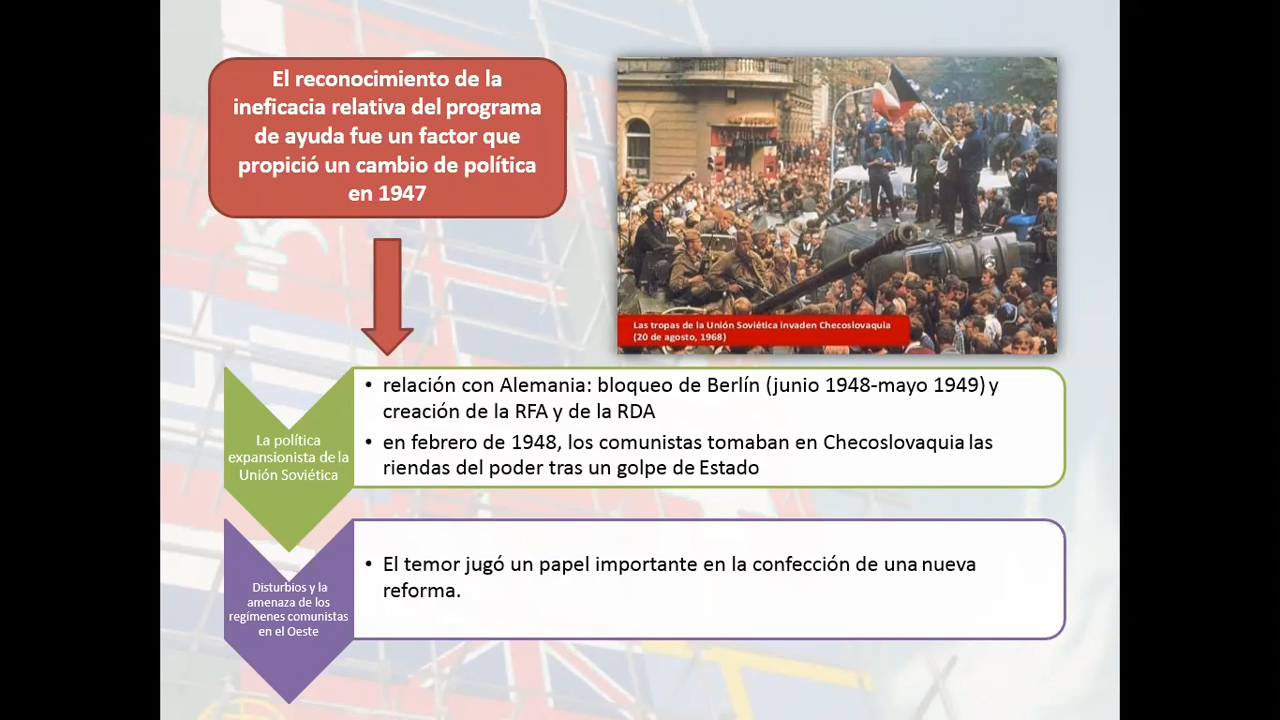 El reconocimiento de la
ineficacia relativa del programa
de ayuda fue un factor que
propició un cambio de política
en 1947
Las tropas de la Unión Soviética invaden Checoslovaquia
(20 de agosto, 1968)
La política
expansionista de la
Unión Soviética
• relación con Alemania: bloqueo de Berlín (junio 1948-mayo 1949) y
creación de la RFA y de la RDA
• en febrero de 1948, los comunistas tomaban en Checoslovaquia las
riendas del poder tras un golpe de Estado
Disturbios y la
amenaza de los
regímenes comunistas
en el Oeste
• El temor jugó un papel importante en la confección de una nueva
reforma.